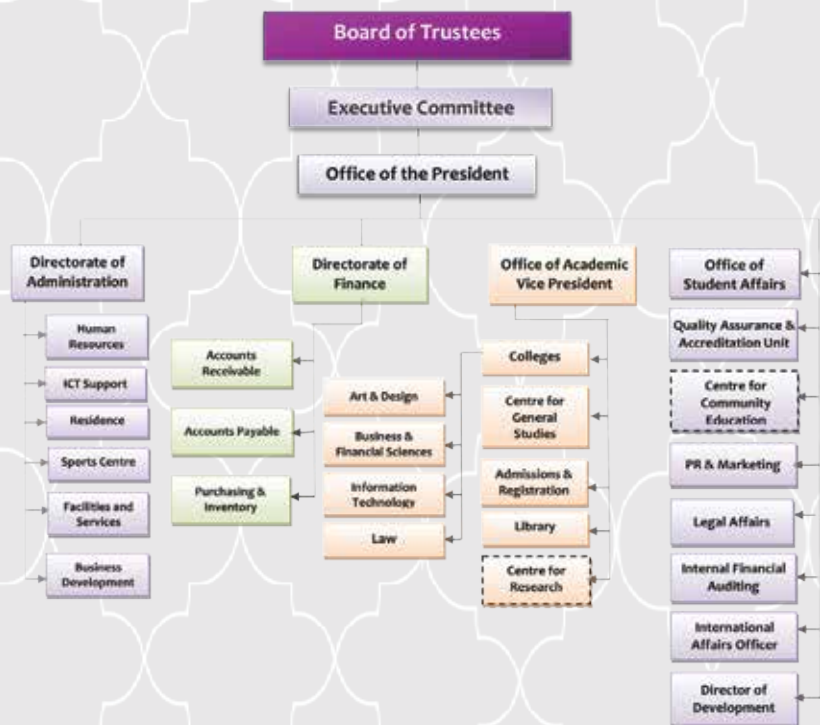 Board of Trustees
Executive Committee
Office of the President
Directorate of
Administration
Human
Resources
ICT Support
Residence
Sports Centre
Facilities and
Services
Business
Development
Directorate of
Finance
Accounts
Receivable
Accounts Payable
Purchasing &
Inventory
Office of Academic
Vice President
Colleges
Art & Design
Business &
Financial Sciences
Information
Technology
Law
Centre for
General
Studies
Admissions &
Registration
Library
Centre for
Research
Office of
Student Affairs
Quality Assurance &
Accreditation Unit
Centre for
Community
Education
PR & Marketing
Legal Affairs
Internal Financial
Auditing
International
Affairs Officer
Director of
Development